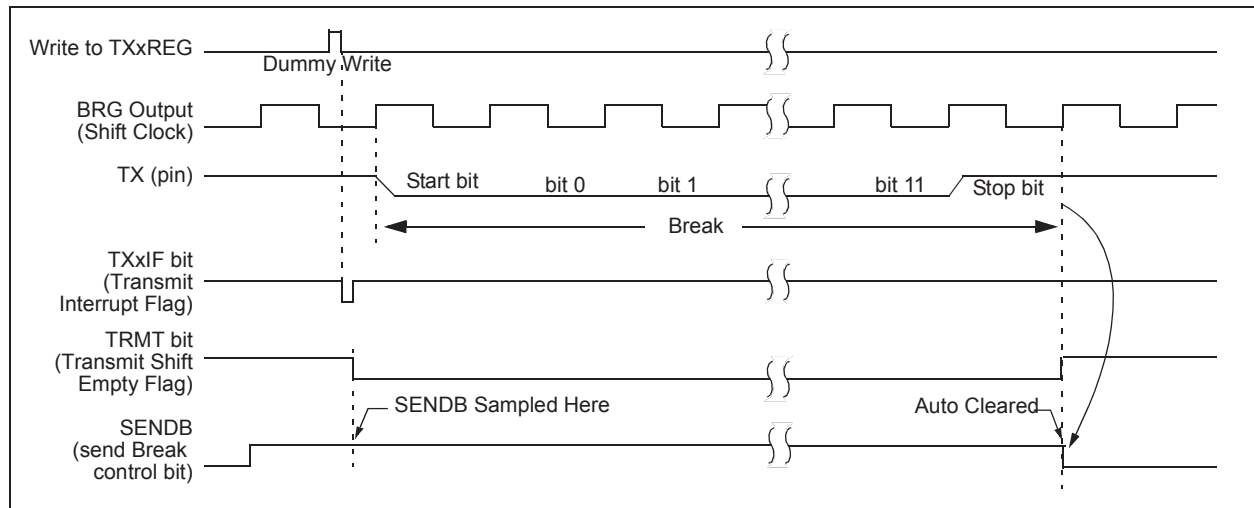 Write to TXxREG
Dummy Write
BRG Output
(Shift Clock)
TX (pin)
Start bit
bit 0
bit 1
bit 11
Stop bit
Break
TXxIF bit
(Transmit
Interrupt Flag)
TRMT bit
(Transmit Shift
Empty Flag)
SENDB Sampled Here
Auto Cleared
SENDB
(send Break
control bit)